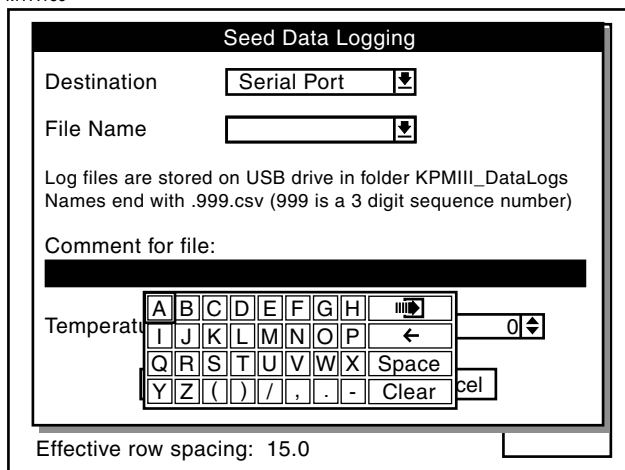 Seed Data Logging
Destination Serial Port
File Name
Log files are stored on USB drive in folder KPMIII_DataLogs
Names end with .999.csv (999 is a 3 digit sequence number)
Comment for file:
A B C D E F G H
I J K L M N O P 0
Q R S T U V W X Space
Y Z ( ) / , . - Clear
Effective row spacing: 15.0